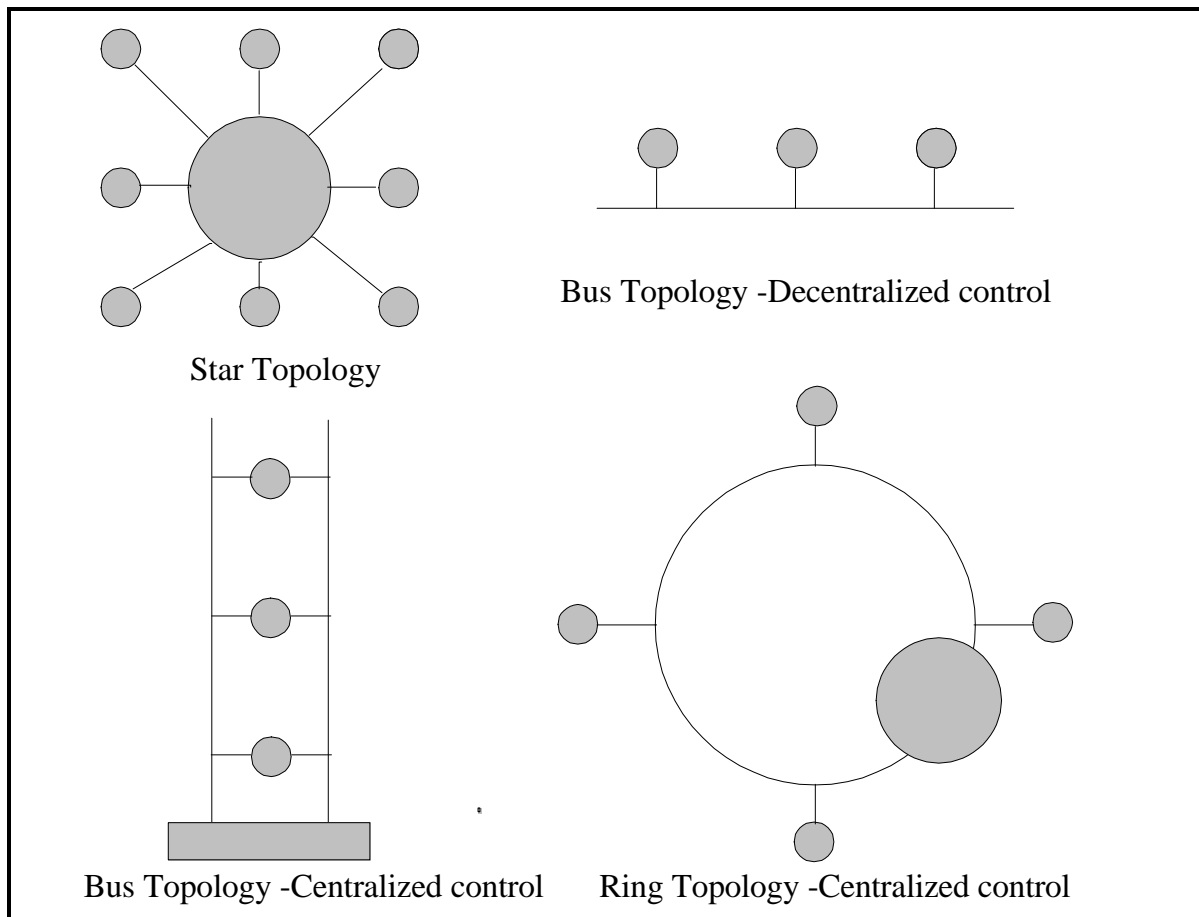 Bus Topology -Decentralized control
Star Topology
Bus Topology -Centralized control
Ring Topology -Centralized control